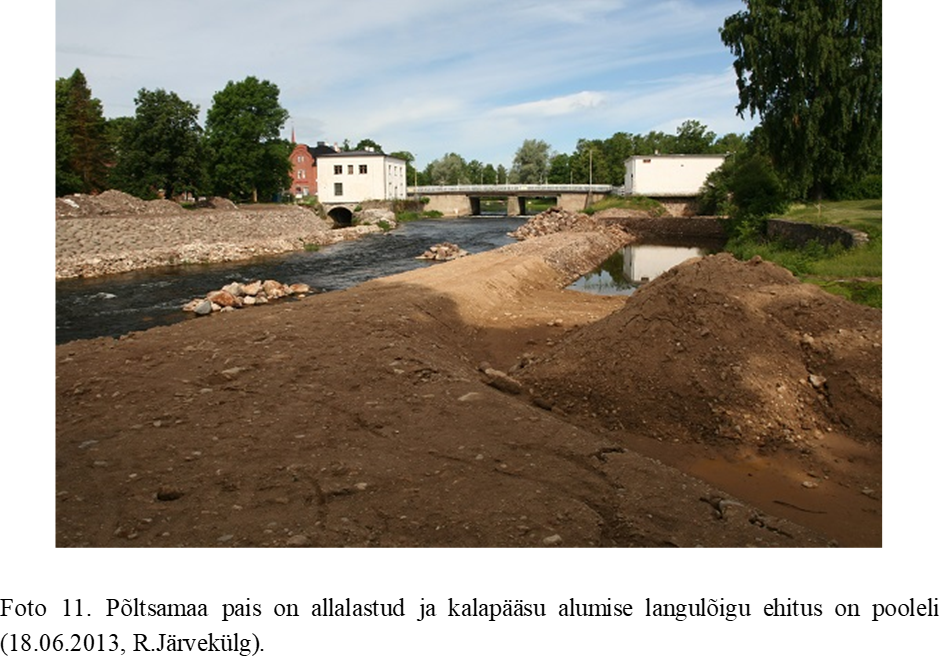 Foto 11. Põltsamaa pais on allalastud ja kalapääsu alumise langulõigu ehitus on pooleli
(18.06.2013, R.Järvekülg).